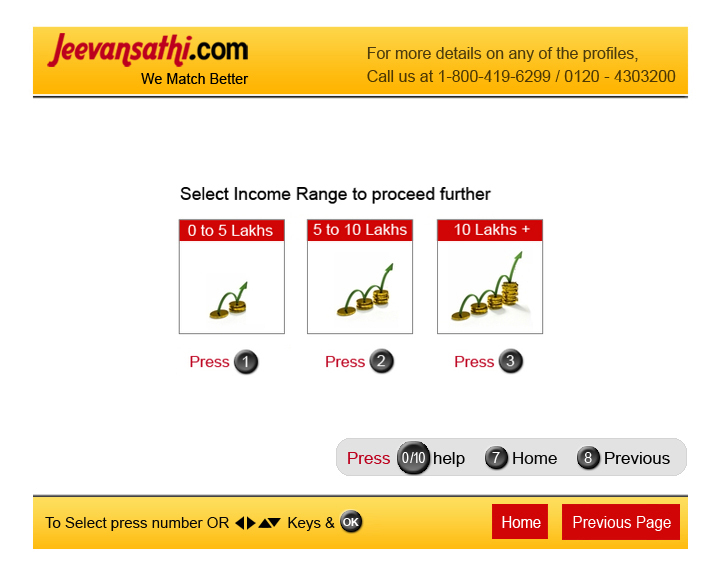 Jeevansathi.com
We Match Better
For more details on any of the profiles,
Call us at 1-800-419-6299 / 0120 - 4303200
Select Income Range to proceed further
0 to 5 Lakhs
5 to 10 Lakhs
10 Lakhs +
Press 1
Press 2
Press 3
Press 0/10 help 7 Home 8 Previous
To Select press number OR ◀▶▲▼ Keys & OK
Home
Previous Page